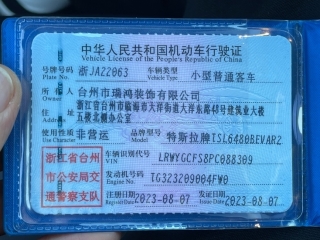 中华人民共和国机动车行驶证
Vehicle License of the People's Republic of China
号牌号码 浙JA22063 车辆类型 小型普通客车
Plate No. Vehicle Type
所有人 台州市瑞鸿装饰有限公司
Owner
住址 浙江省台州市临海市大洋街道大洋东路48号建筑业大楼
Address 五楼北侧办公室
使用性质 非营运 品牌型号 特斯拉牌TSL6480BEVAR2
Use Character Model
浙江省台州 车辆识别代号 LRWYGCFS8PC088309
VIN
市公安局交 发动机号码 TG323209004FW0
Engine No.
通警察支队 注册日期 2023-08-07 发证日期 2023-08-07
Register Date Issue Date